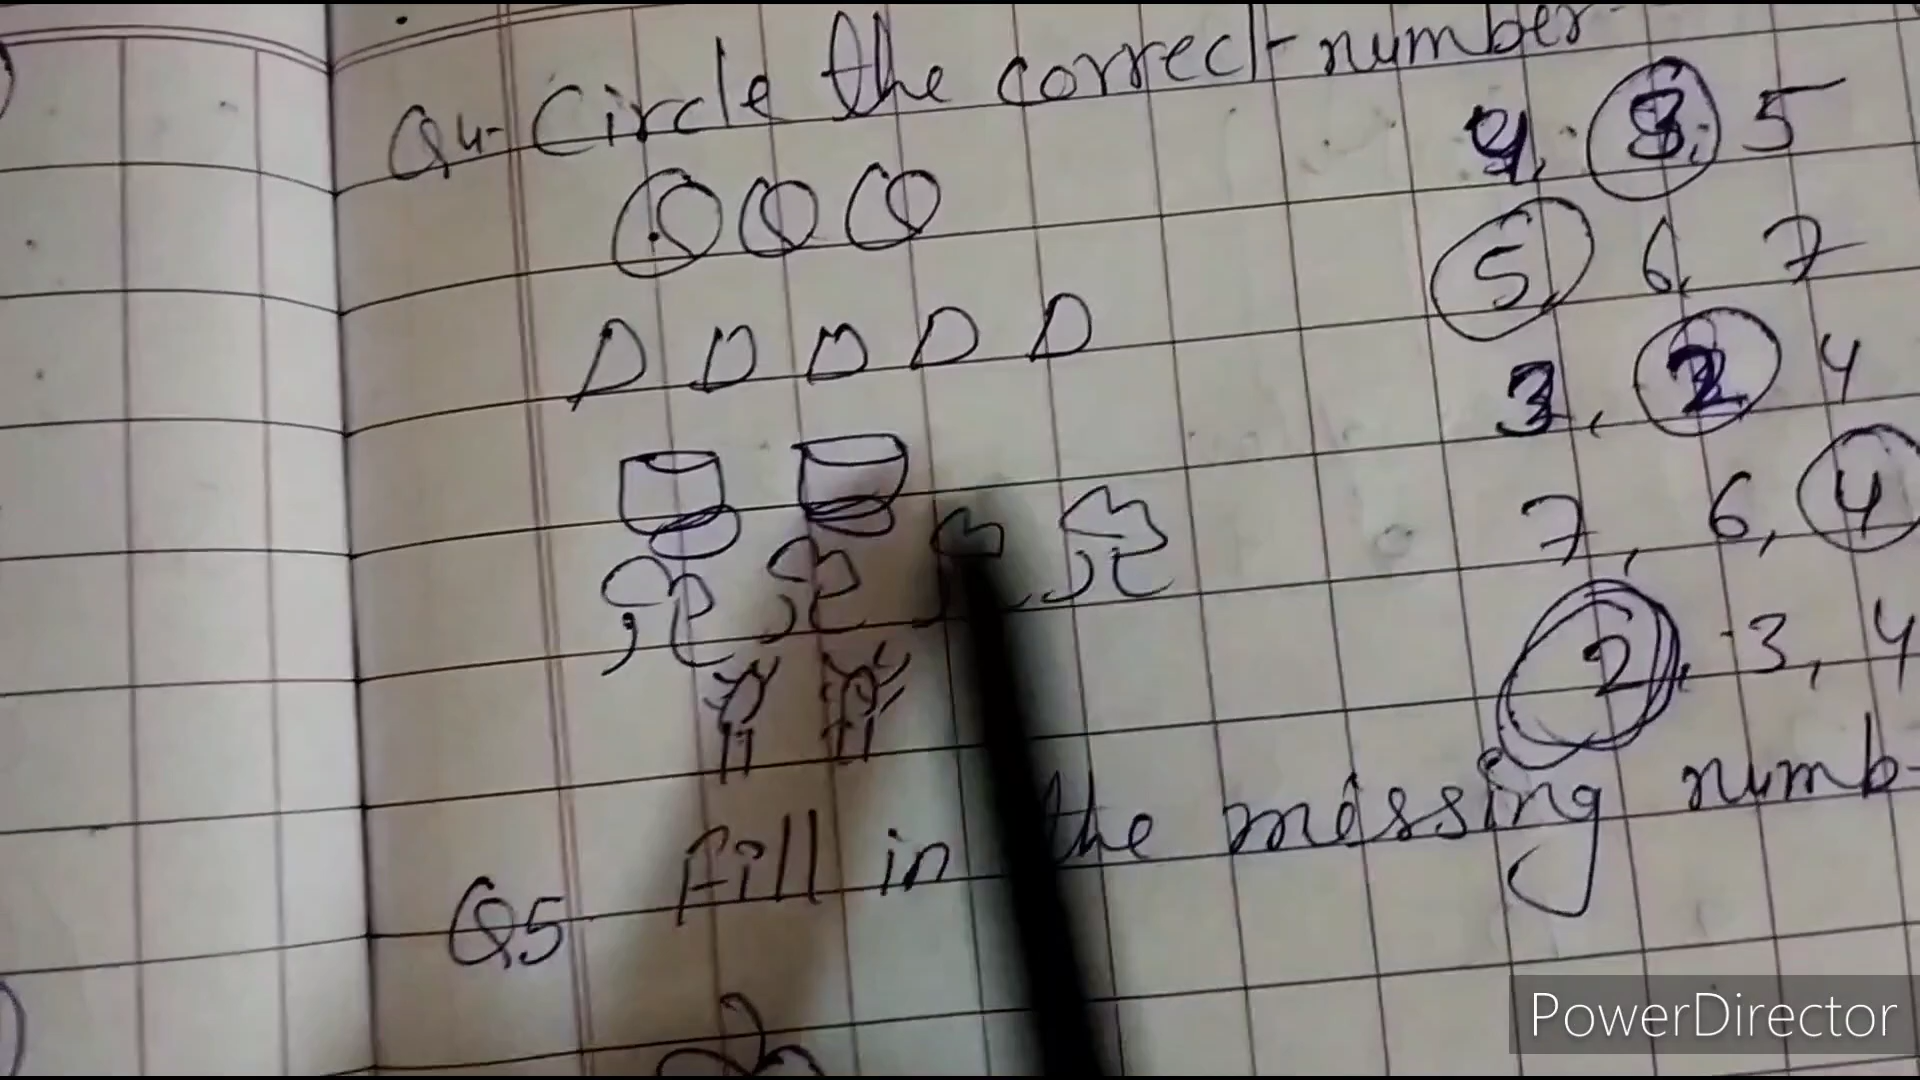 Q4- Circle the correct number
4, 3, 5
5, 6, 7
D D D D D
3, 2, 4
7, 6, 4
2, 3, 4
Q5 fill in the missing numb-
PowerDirector